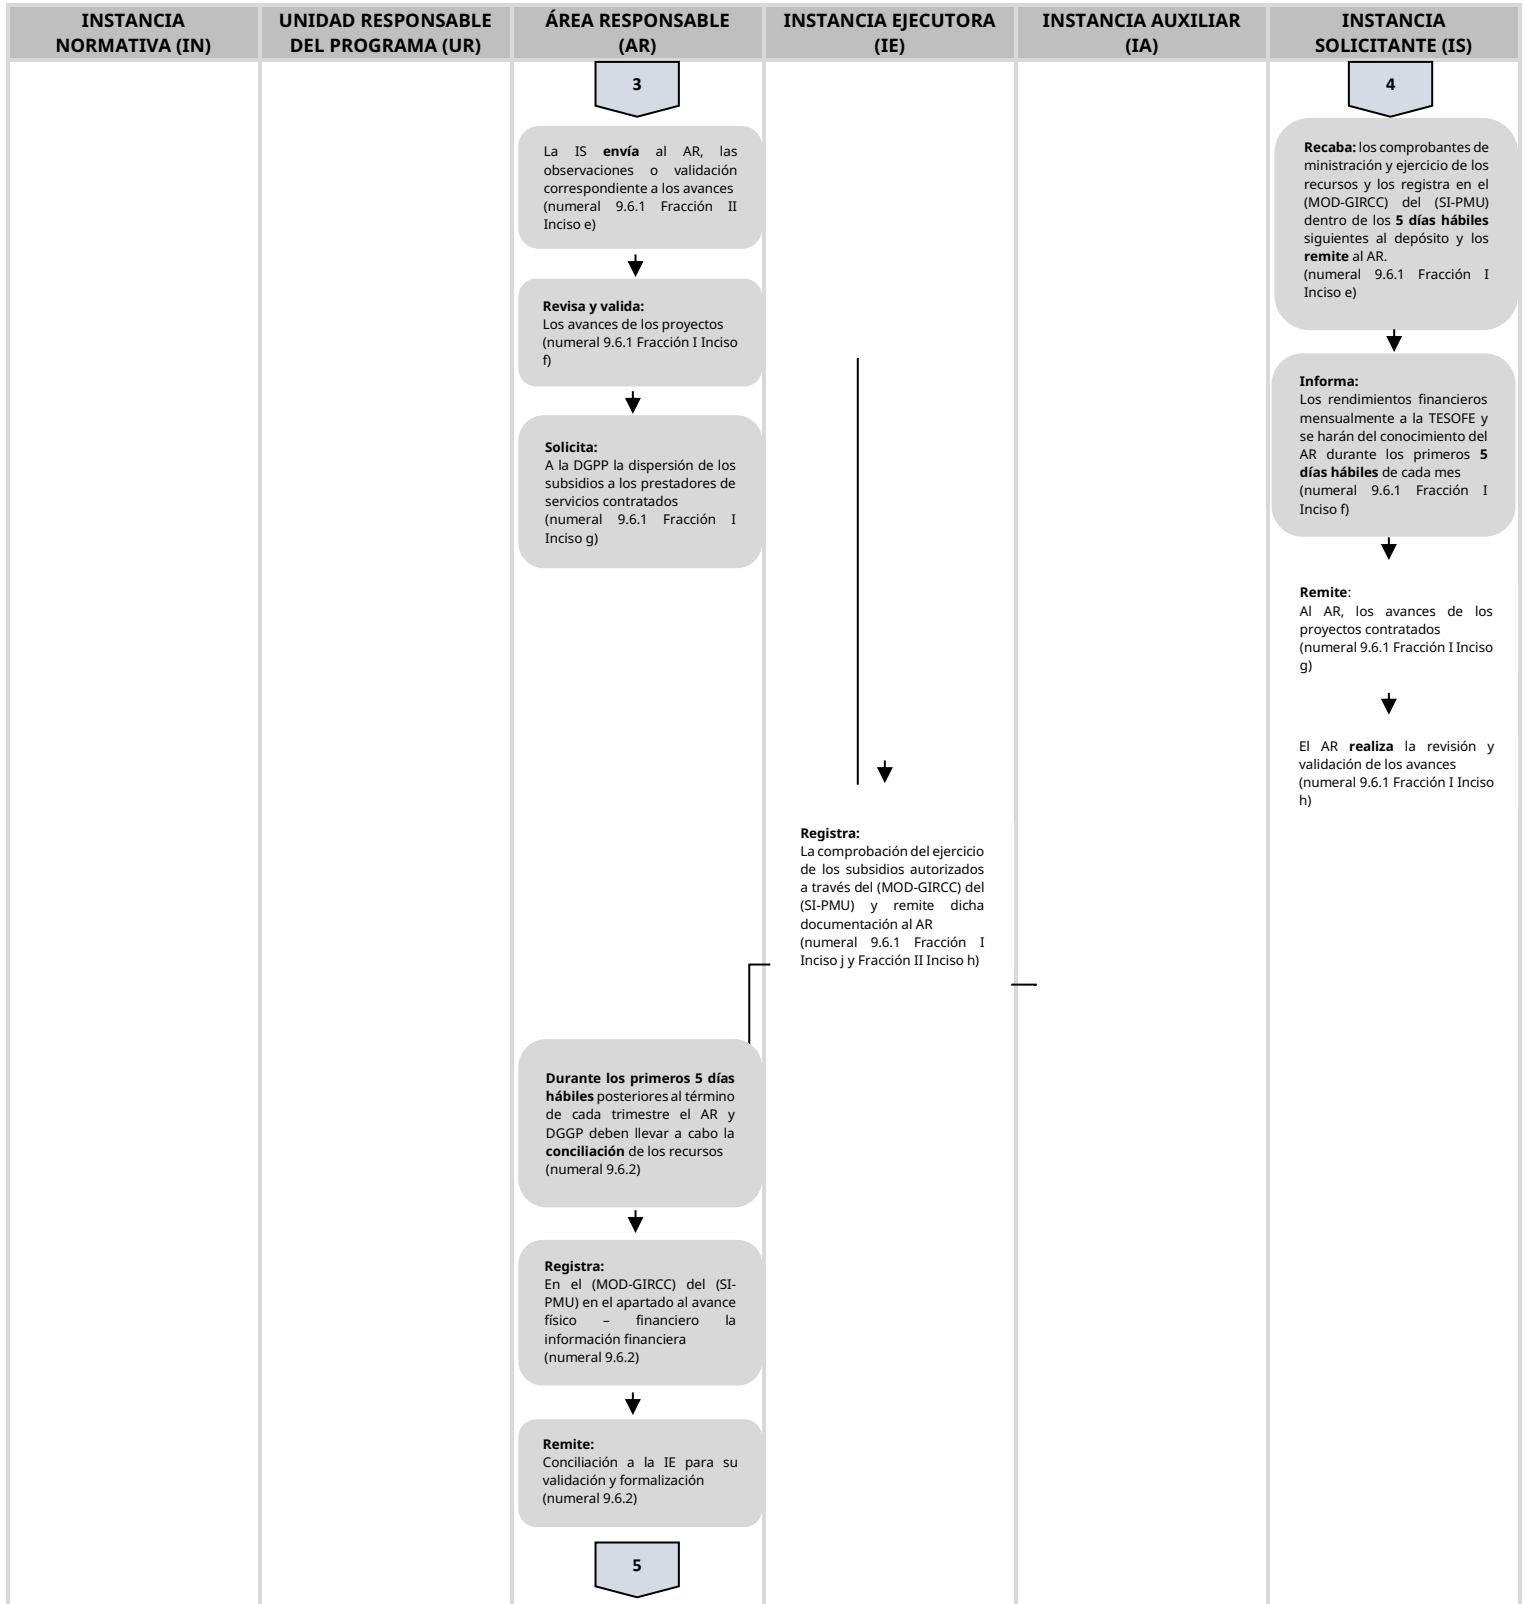 INSTANCIA
NORMATIVA (IN)
UNIDAD RESPONSABLE
DEL PROGRAMA (UR)
ÁREA RESPONSABLE
(AR)
INSTANCIA EJECUTORA
(IE)
INSTANCIA AUXILIAR
(IA)
INSTANCIA
SOLICITANTE (IS)
3
La IS envía al AR, las
observaciones o validación
correspondiente a los avances
(numeral 9.6.1 Fracción II
Inciso e)
Revisa y valida:
Los avances de los proyectos
(numeral 9.6.1 Fracción I Inciso
f)
Solicita:
A la DGPP la dispersión de los
subsidios a los prestadores de
servicios contratados
(numeral 9.6.1 Fracción I
Inciso g)
4
Recaba: los comprobantes de
ministración y ejercicio de los
recursos y los registra en el
(MOD-GIRCC) del (SI-PMU)
dentro de los 5 días hábiles
siguientes al depósito y los
remite al AR.
(numeral 9.6.1 Fracción I
Inciso e)
Informa:
Los rendimientos financieros
mensualmente a la TESOFE y
se harán del conocimiento del
AR durante los primeros 5
días hábiles de cada mes
(numeral 9.6.1 Fracción I
Inciso f)
Remite:
Al AR, los avances de los
proyectos contratados
(numeral 9.6.1 Fracción I Inciso
g)
El AR realiza la revisión y
validación de los avances
(numeral 9.6.1 Fracción I Inciso
h)
Registra:
La comprobación del ejercicio
de los subsidios autorizados
a través del (MOD-GIRCC) del
(SI-PMU) y remite dicha
documentación al AR
(numeral 9.6.1 Fracción I
Inciso j y Fracción II Inciso h)
Durante los primeros 5 días
hábiles posteriores al término
de cada trimestre el AR y
DGGP deben llevar a cabo la
conciliación de los recursos
(numeral 9.6.2)
Registra:
En el (MOD-GIRCC) del (SI-
PMU) en el apartado al avance
físico – financiero la
información financiera
(numeral 9.6.2)
Remite:
Conciliación a la IE para su
validación y formalización
(numeral 9.6.2)
5